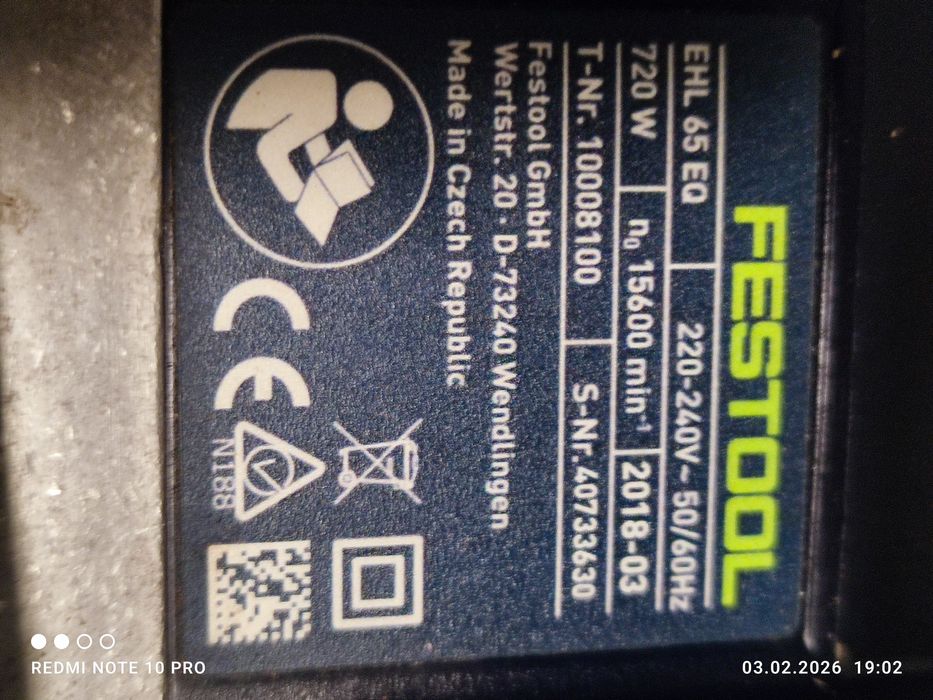 FESTOOL
EHL 65 EQ 220-240V~ 50/60Hz
720 W n₀ 15600 min⁻¹ 2018-03
T-Nr. 10008100 S-Nr. 40733630
Festool GmbH
Wertstr. 20 · D-73240 Wendlingen
Made in Czech Republic
CE
N188
REDMI NOTE 10 PRO
03.02.2026 19:02